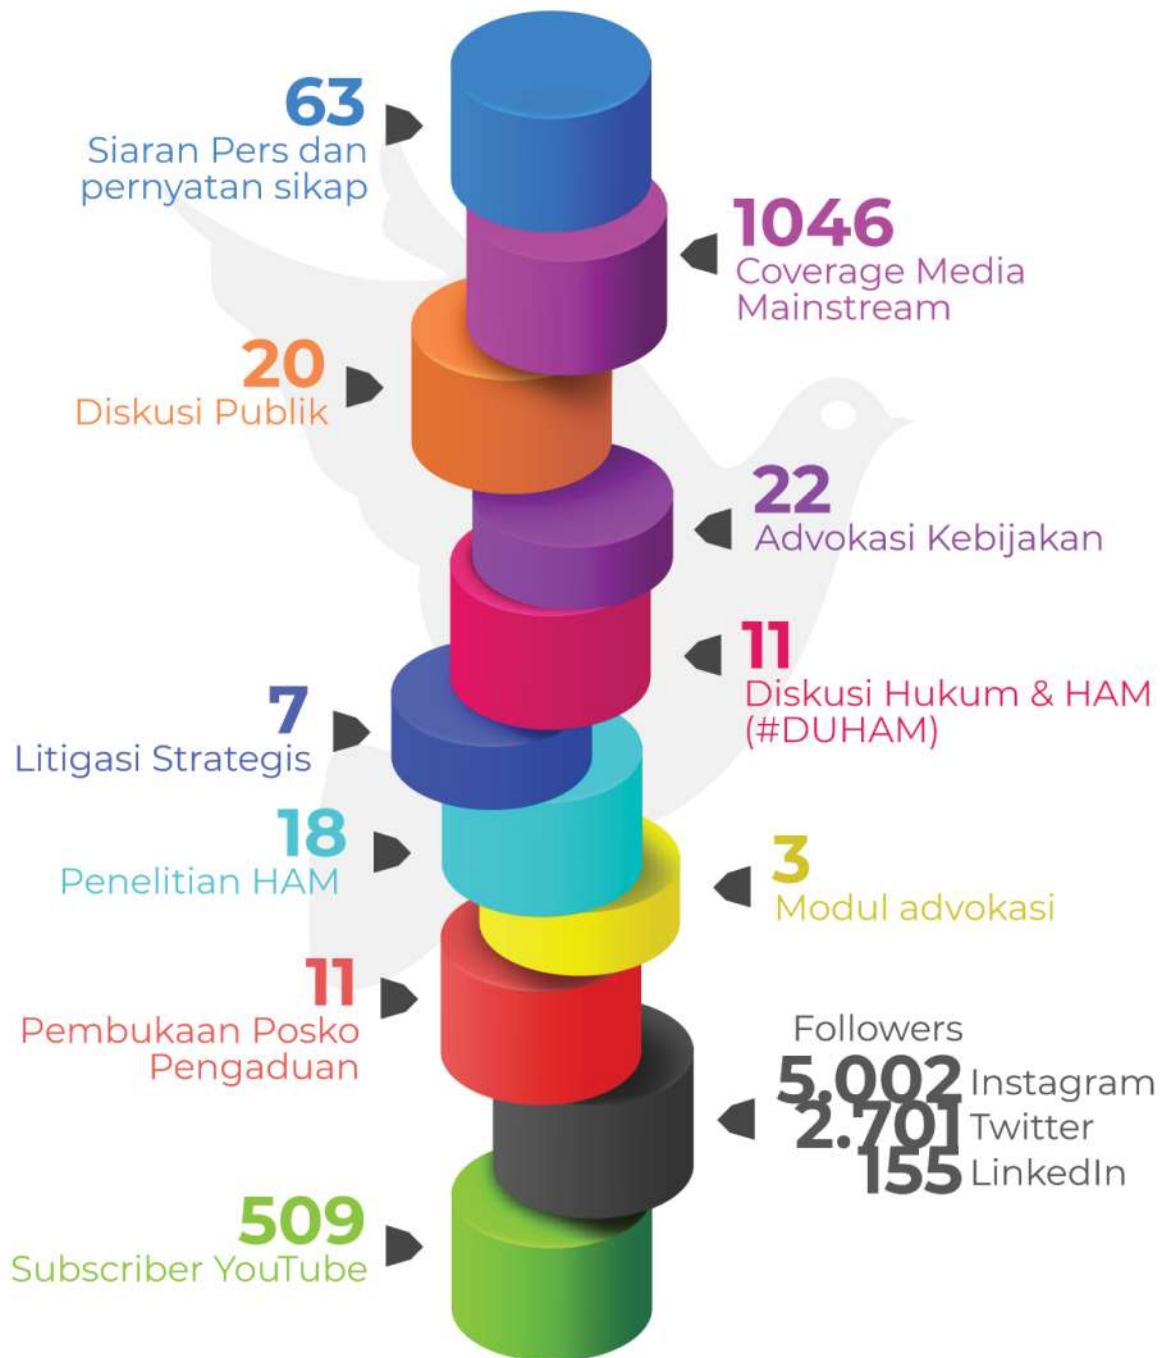 63
Siaran Pers dan
pernyatan sikap
1046
Coverage Media
Mainstream
20
Diskusi Publik
22
Advokasi Kebijakan
11
Diskusi Hukum & HAM
(#DUHAM)
7
Litigasi Strategis
18
Penelitian HAM
3
Modul advokasi
11
Pembukaan Posko
Pengaduan
Followers
5.002 Instagram
2.701 Twitter
155 LinkedIn
509
Subscriber YouTube